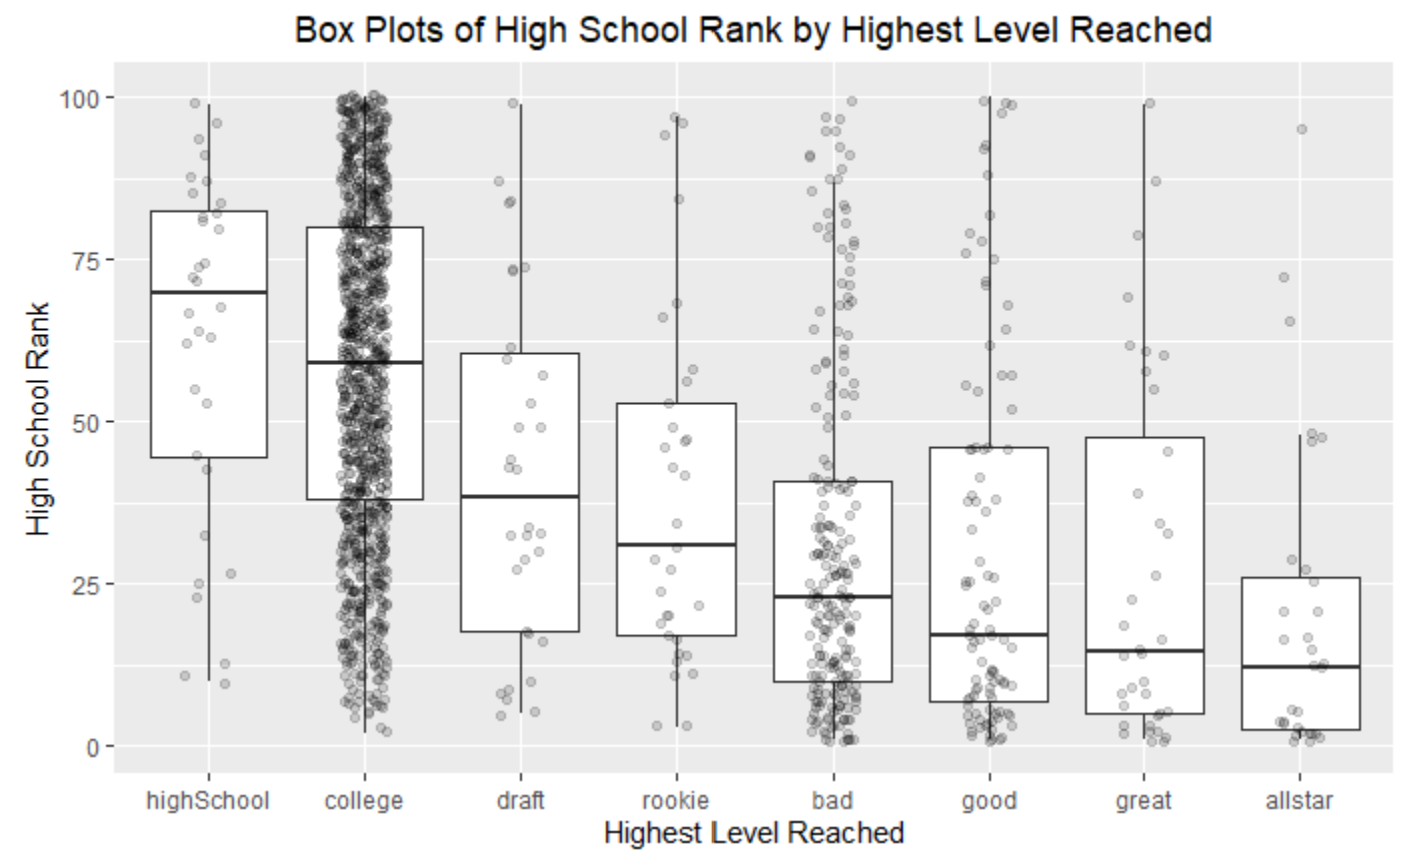 Box Plots of High School Rank by Highest Level Reached
High School Rank
100
75
50
25
0
highSchool college draft rookie bad good great allstar
Highest Level Reached